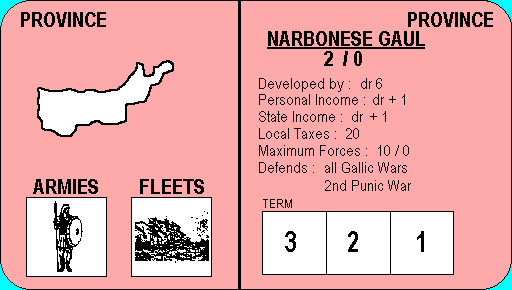 PROVINCE
ARMIES FLEETS
PROVINCE
NARBONESE GAUL
2 / 0
Developed by : dr 6
Personal Income : dr + 1
State Income : dr + 1
Local Taxes : 20
Maximum Forces : 10 / 0
Defends : all Gallic Wars
2nd Punic War
TERM
3 2 1